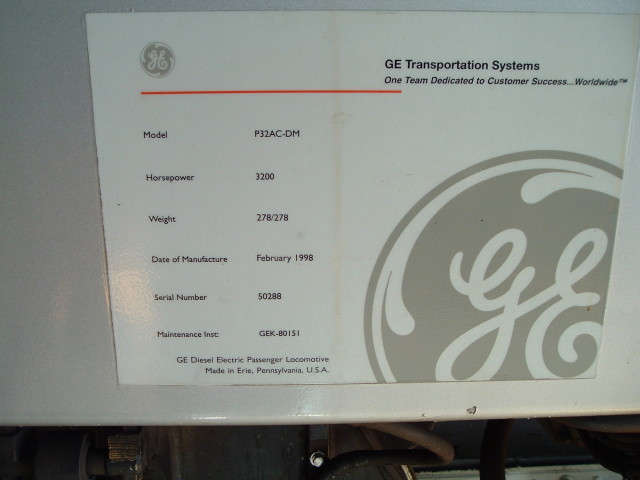 GE
GE Transportation Systems
One Team Dedicated to Customer Success...Worldwide™
Model P32AC-DM
Horsepower 3200
Weight 278/278
Date of Manufacture February 1998
Serial Number 50288
Maintenance Inst: GEK-80151
GE Diesel Electric Passenger Locomotive
Made in Erie, Pennsylvania, U.S.A.
GE